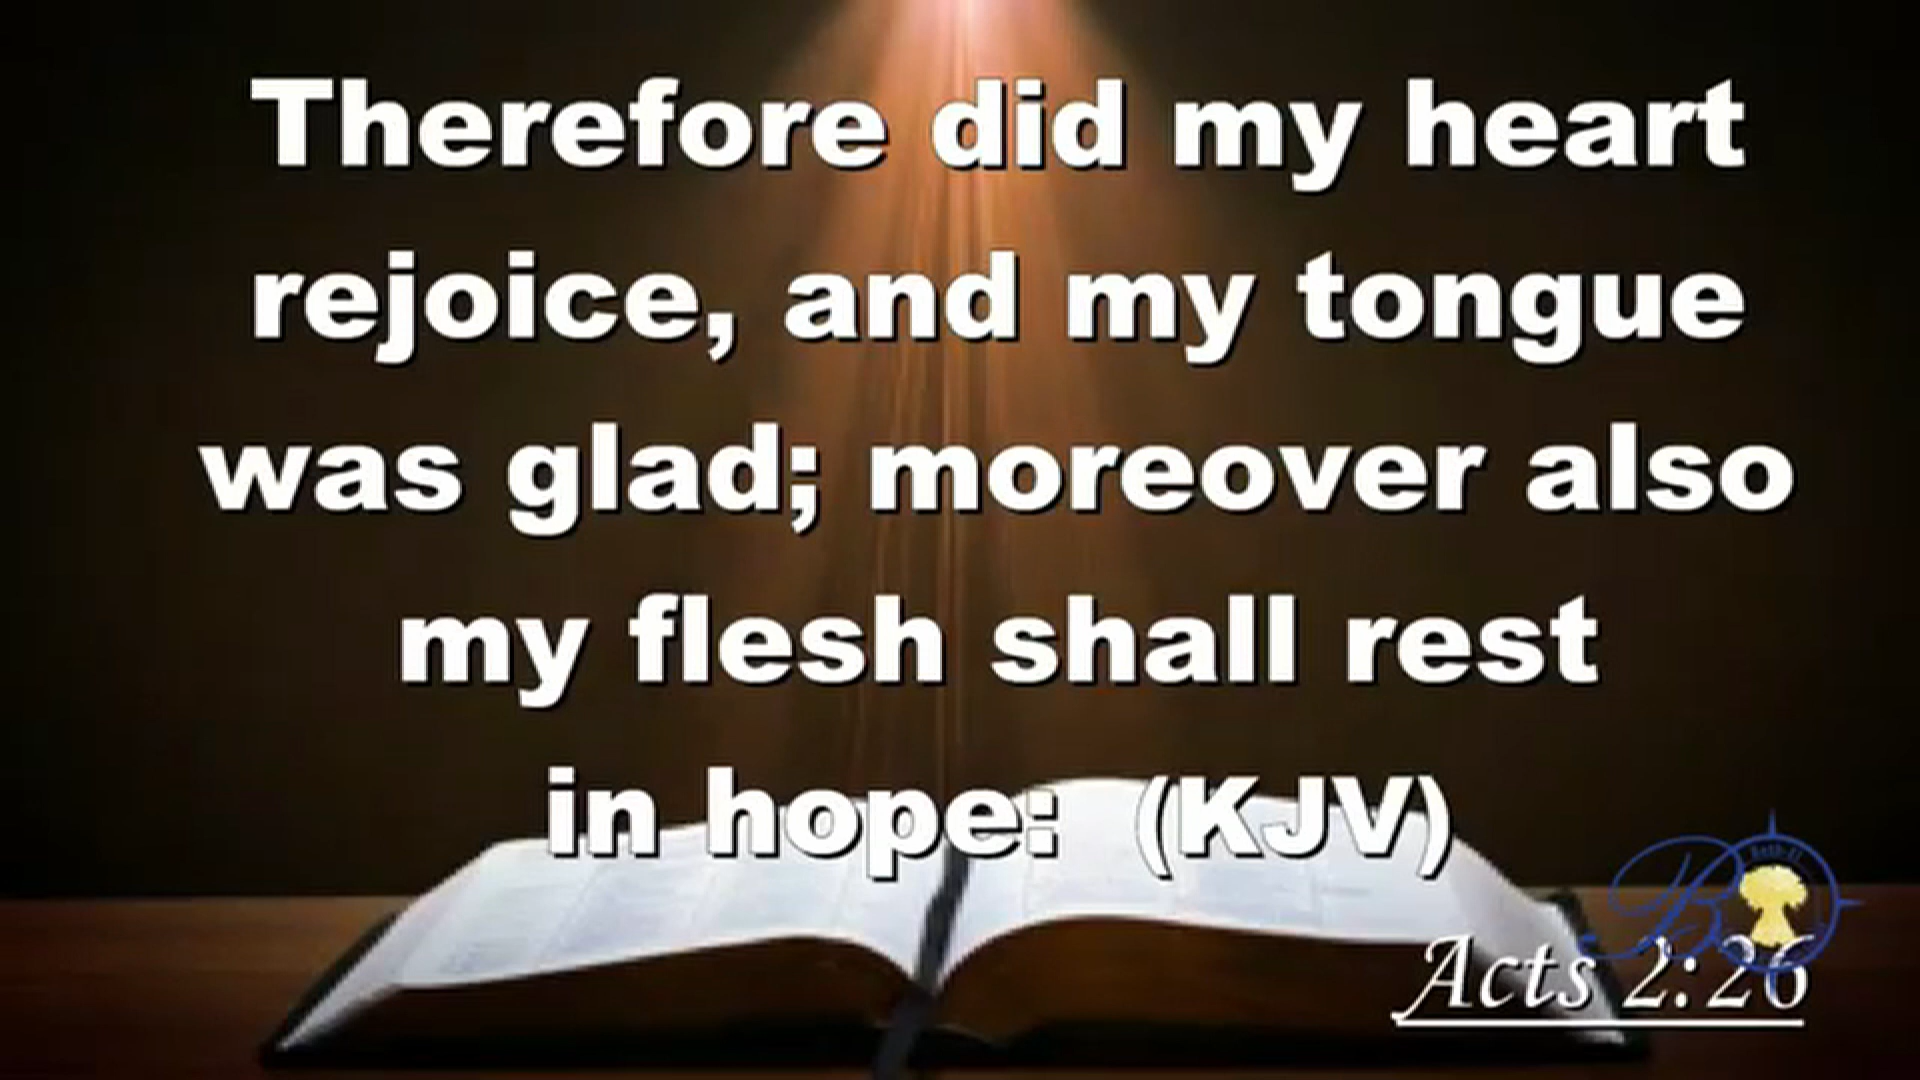 Therefore did my heart
rejoice, and my tongue
was glad; moreover also
my flesh shall rest
in hope: (KJV)
Acts 2:26